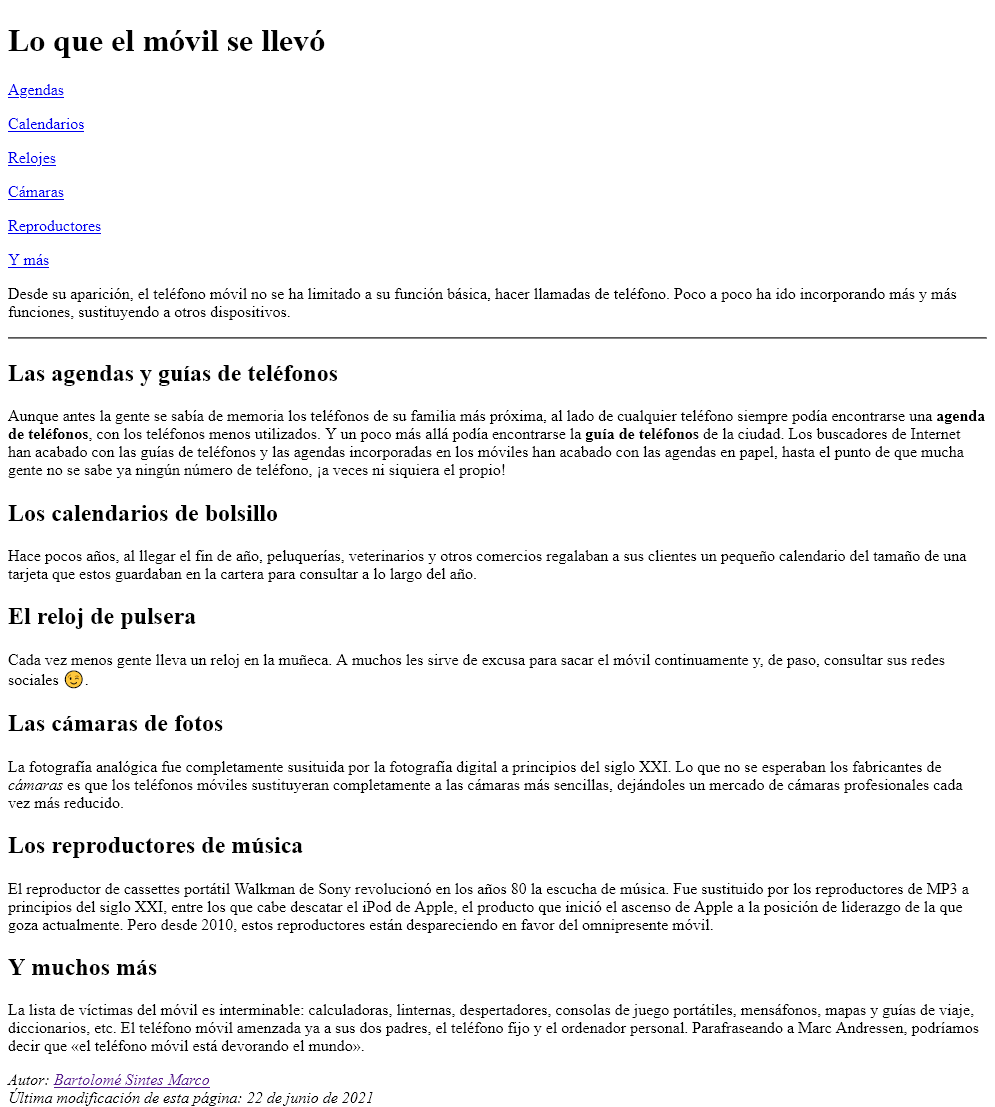 Lo que el móvil se llevó
Agendas
Calendarios
Relojes
Cámaras
Reproductores
Y más
Desde su aparición, el teléfono móvil no se ha limitado a su función básica, hacer llamadas de teléfono. Poco a poco ha ido incorporando más y más
funciones, sustituyendo a otros dispositivos.
Las agendas y guías de teléfonos
Aunque antes la gente se sabía de memoria los teléfonos de su familia más próxima, al lado de cualquier teléfono siempre podía encontrarse una agenda
de teléfonos, con los teléfonos menos utilizados. Y un poco más allá podía encontrarse la guía de teléfonos de la ciudad. Los buscadores de Internet
han acabado con las guías de teléfonos y las agendas incorporadas en los móviles han acabado con las agendas en papel, hasta el punto de que mucha
gente no se sabe ya ningún número de teléfono, ¡a veces ni siquiera el propio!
Los calendarios de bolsillo
Hace pocos años, al llegar el fin de año, peluquerías, veterinarios y otros comercios regalaban a sus clientes un pequeño calendario del tamaño de una
tarjeta que estos guardaban en la cartera para consultar a lo largo del año.
El reloj de pulsera
Cada vez menos gente lleva un reloj en la muñeca. A muchos les sirve de excusa para sacar el móvil continuamente y, de paso, consultar sus redes
sociales 😉.
Las cámaras de fotos
La fotografía analógica fue completamente susituida por la fotografía digital a principios del siglo XXI. Lo que no se esperaban los fabricantes de
cámaras es que los teléfonos móviles sustituyeran completamente a las cámaras más sencillas, dejándoles un mercado de cámaras profesionales cada
vez más reducido.
Los reproductores de música
El reproductor de cassettes portátil Walkman de Sony revolucionó en los años 80 la escucha de música. Fue sustituido por los reproductores de MP3 a
principios del siglo XXI, entre los que cabe descatar el iPod de Apple, el producto que inició el ascenso de Apple a la posición de liderazgo de la que
goza actualmente. Pero desde 2010, estos reproductores están despareciendo en favor del omnipresente móvil.
Y muchos más
La lista de víctimas del móvil es interminable: calculadoras, linternas, despertadores, consolas de juego portátiles, mensáfonos, mapas y guías de viaje,
diccionarios, etc. El teléfono móvil amenzada ya a sus dos padres, el teléfono fijo y el ordenador personal. Parafraseando a Marc Andressen, podríamos
decir que «el teléfono móvil está devorando el mundo».
Autor: Bartolomé Sintes Marco
Última modificación de esta página: 22 de junio de 2021